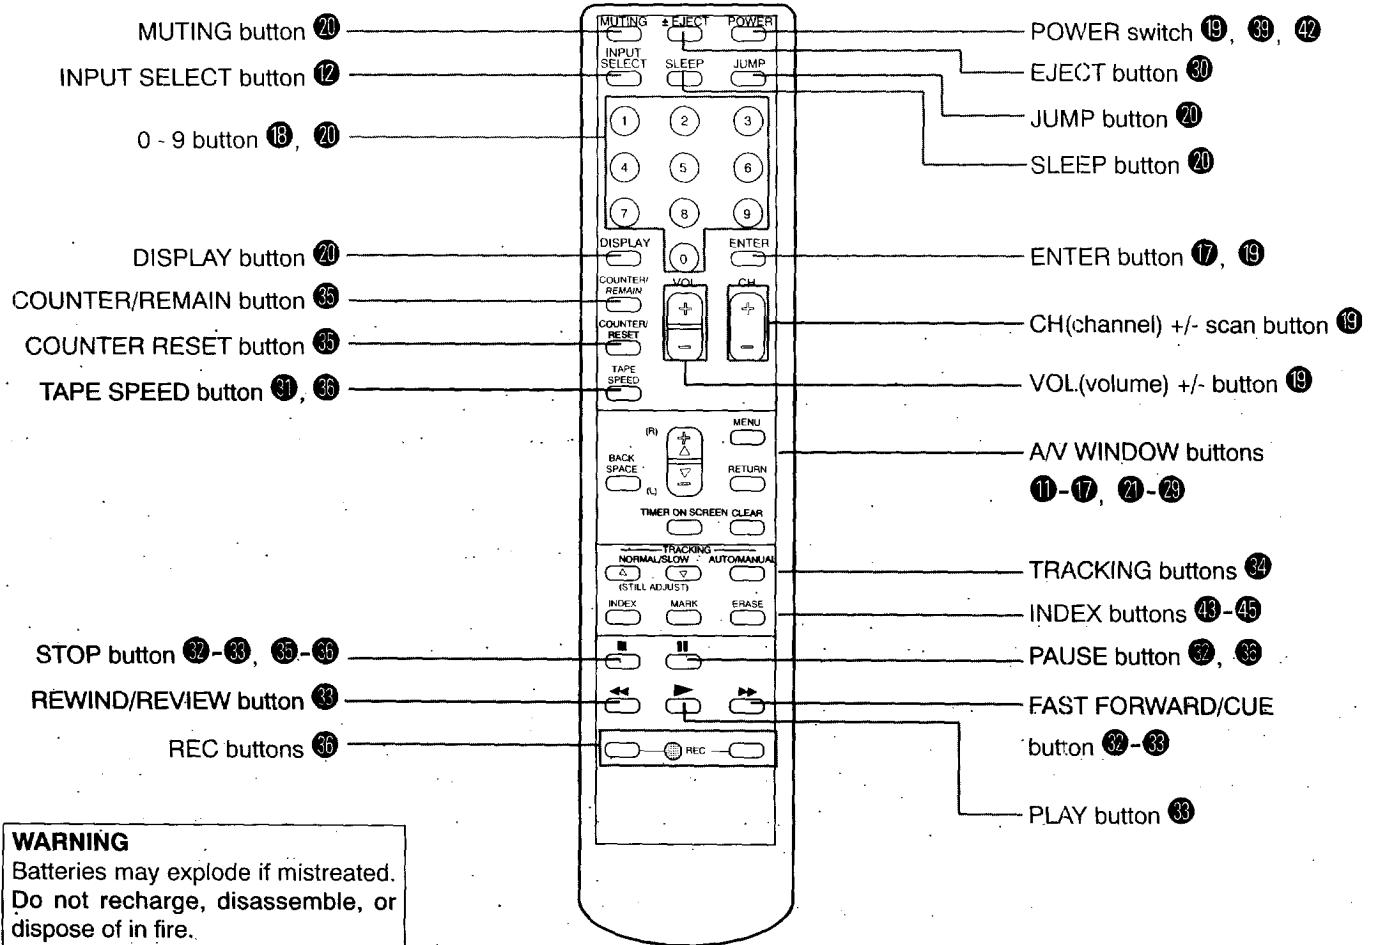 MUTING button 20
INPUT SELECT button 12
0 - 9 button 18, 20
DISPLAY button 20
COUNTER/REMAIN button 35
COUNTER RESET button 35
TAPE SPEED button 31, 36
STOP button 32-33, 35-36
REWIND/REVIEW button 33
REC buttons 36
WARNING
Batteries may explode if mistreated.
Do not recharge, disassemble, or
dispose of in fire.
MUTING ± EJECT POWER
INPUT
SELECT SLEEP JUMP
1 2 3
4 5 6
7 8 9
DISPLAY 0 ENTER
COUNTER/
REMAIN VOL CH
+ +
COUNTER/
RESET
- -
TAPE
SPEED
MENU
(R) + △
BACK
SPACE RETURN
(L) ▽ -
TIMER ON SCREEN CLEAR
TRACKING
NORMAL/SLOW AUTO/MANUAL
△ ▽
(STILL ADJUST)
INDEX MARK ERASE
■ ▮▮
◀◀ ▶ ▶▶
REC
POWER switch 19, 39, 42
EJECT button 30
JUMP button 20
SLEEP button 20
ENTER button 17, 19
CH(channel) +/- scan button 19
VOL.(volume) +/- button 19
A/V WINDOW buttons
11-17, 21-29
TRACKING buttons 34
INDEX buttons 43-45
PAUSE button 32, 36
FAST FORWARD/CUE
button 32-33
PLAY button 33